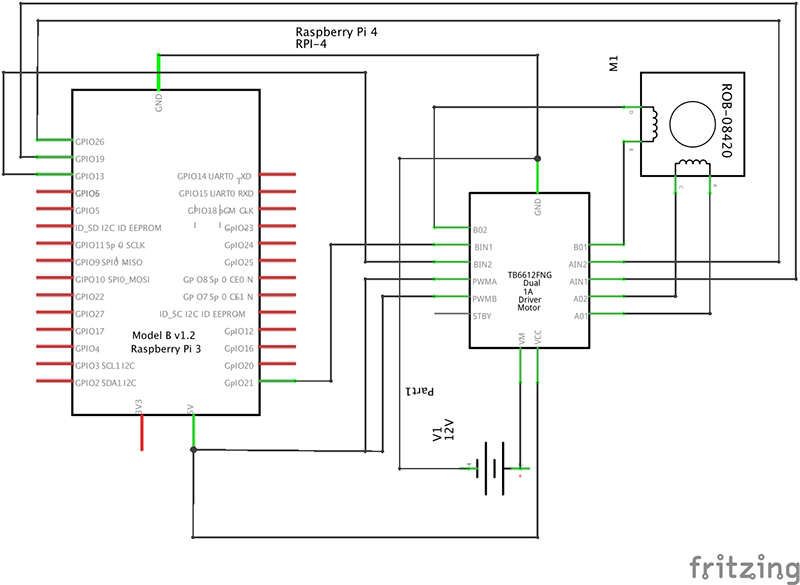 Raspberry Pi 4
RPI-4
M1
ROB-08420
GND
GPIO26
GPIO19
GPIO13
GPIO6
GPIO5
ID_SD I2C ID EEPROM
GPIO11 Sp 0 SCLK
GPIO9 SPI0 MISO
GPIO10 SPI0_MOSI
GPIO22
GPIO27
GPIO17
GPIO4
GPIO3 SCL1 I2C
GPIO2 SDA1 I2C
GPIO14 UART0 TXD
GPIO15 UART0 RXD
GPIO18 pCM CLK
GpIO23
GpIO24
GpIO25
Gp O8 Sp 0 CE0 N
Gp O7 Sp 0 CE1 N
ID_SC I2C ID EEPROM
GpIO12
GpIO16
GpIO20
GpIO21
Model B v1.2
Raspberry Pi 3
3V3
5V
GND
B02
BIN1
BIN2
PWMA
PWMB
STBY
B01
AIN2
AIN1
A02
A01
TB6612FNG
Dual
1A
Driver
Motor
VM
VCC
Part1
V1
12V
fritzing